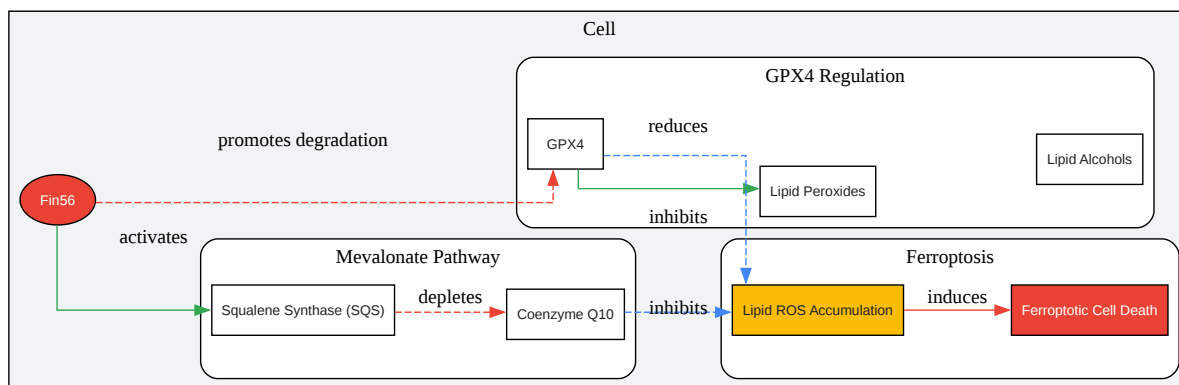 Cell
GPX4 Regulation
promotes degradation
GPX4
reduces
Lipid Alcohols
Fin56
Lipid Peroxides
activates
inhibits
Mevalonate Pathway
Ferroptosis
Squalene Synthase (SQS)
depletes
Coenzyme Q10
inhibits
Lipid ROS Accumulation
induces
Ferroptotic Cell Death